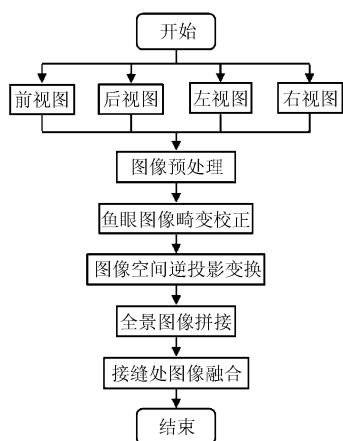 开始
前视图
后视图
左视图
右视图
图像预处理
鱼眼图像畸变校正
图像空间逆投影变换
全景图像拼接
接缝处图像融合
结束